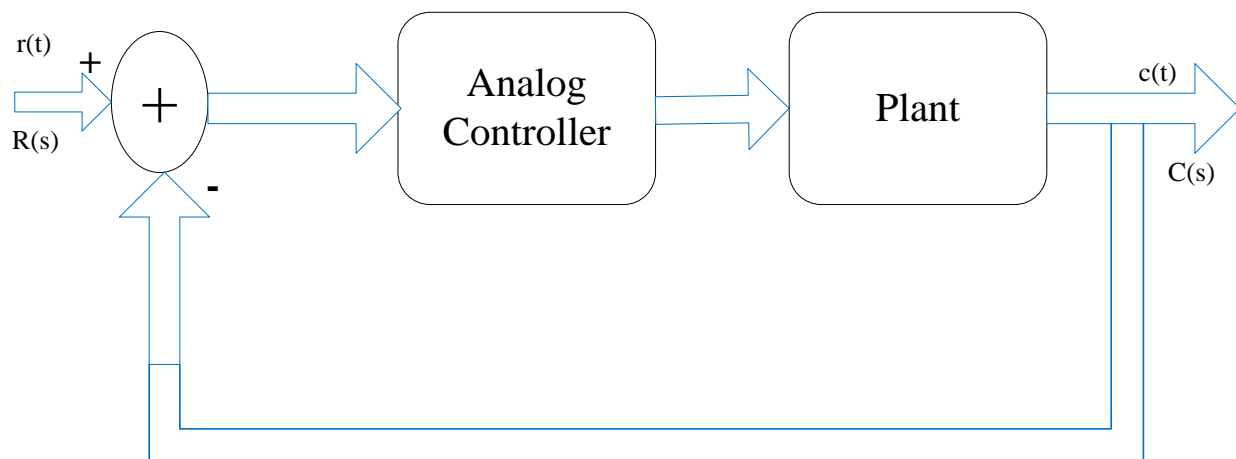 r(t)
+
R(s)
+
-
Analog
Controller
Plant
c(t)
C(s)